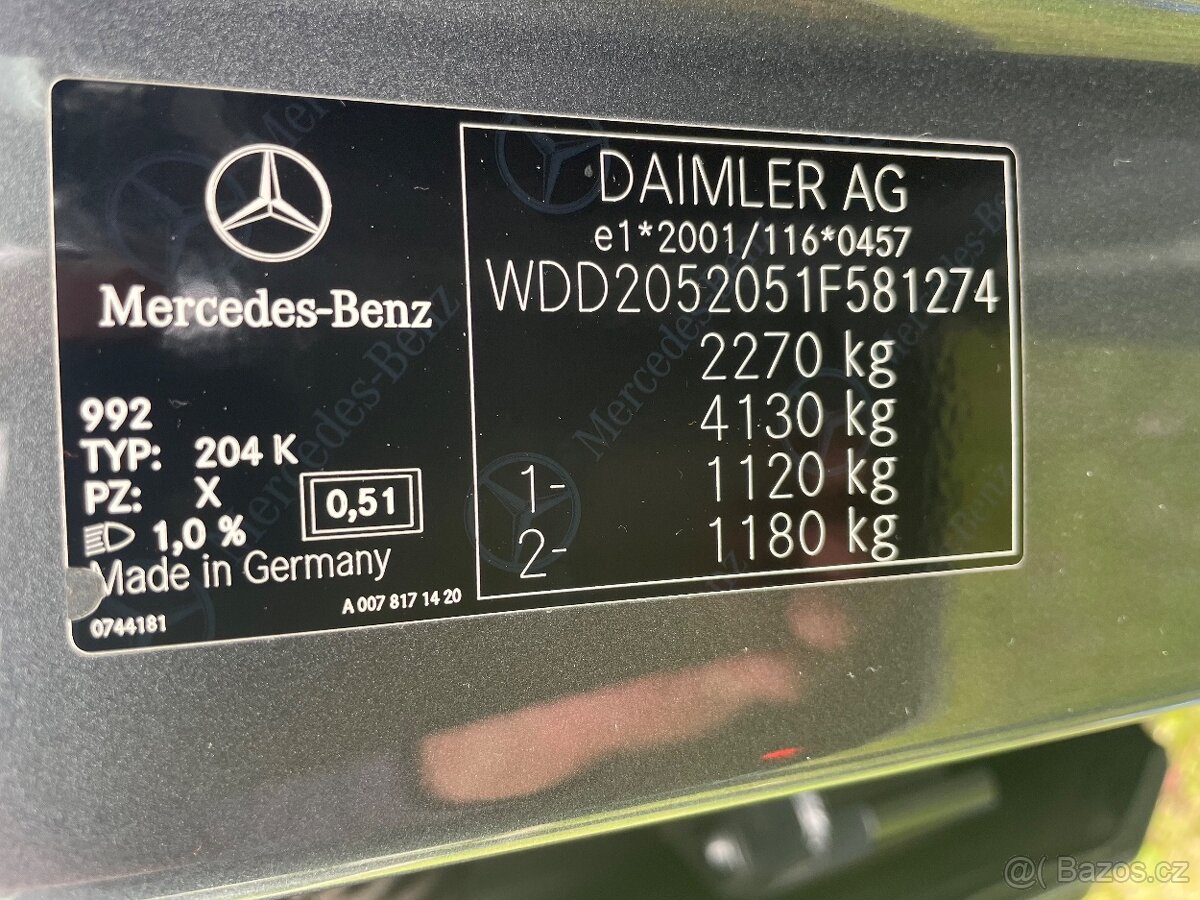 Mercedes-Benz
992
TYP: 204 K
PZ: X
1,0 %
0,51
Made in Germany
A 007 817 14 20
0744181
DAIMLER AG
e1*2001/116*0457
WDD2052051F581274
2270 kg
4130 kg
1- 1120 kg
2- 1180 kg
@( Bazos.cz